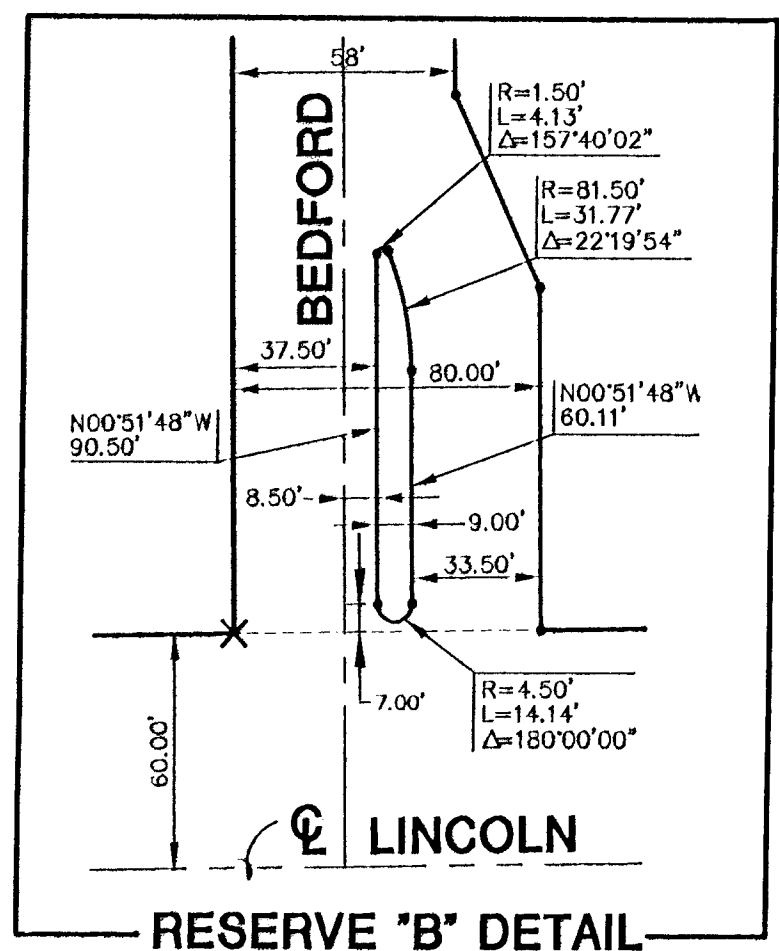 58'
BEDFORD
R=1.50'
L=4.13'
Δ=157°40'02"
R=81.50'
L=31.77'
Δ=22°19'54"
37.50'
80.00'
N00°51'48"W
90.50'
N00°51'48"W
60.11'
8.50'
9.00'
33.50'
7.00'
R=4.50'
L=14.14'
Δ=180°00'00"
60.00'
℄ LINCOLN
RESERVE "B" DETAIL